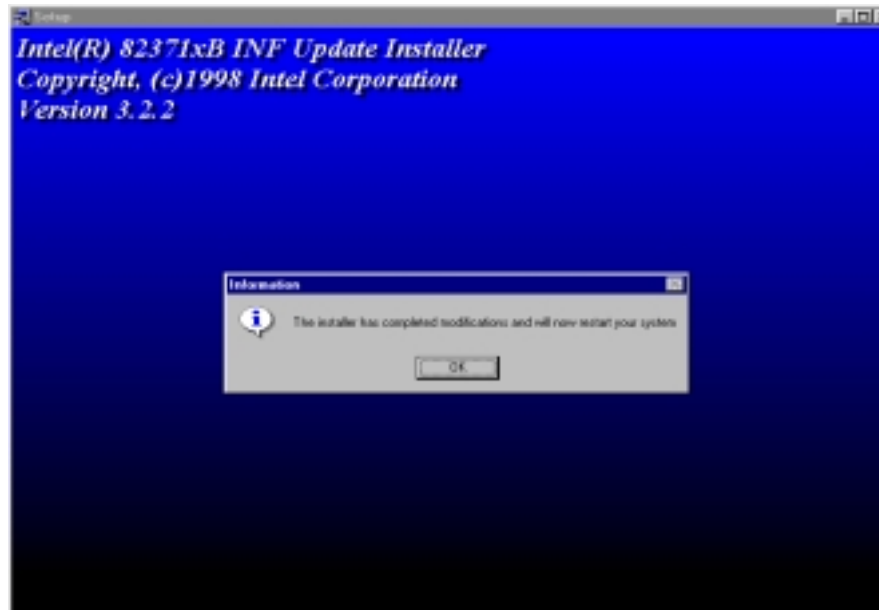 Setup
Intel(R) 82371xB INF Update Installer
Copyright, (c)1998 Intel Corporation
Version 3.2.2
Information
The installer has completed modifications and will now restart your system
OK